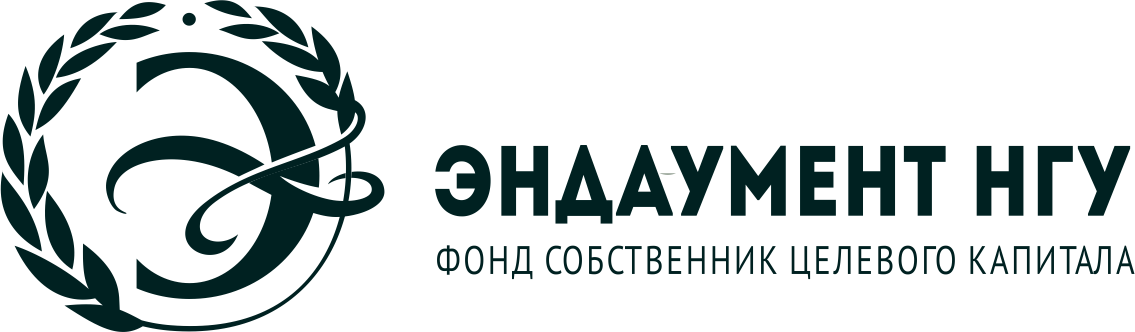 Э
ЭНДАУМЕНТ НГУ
ФОНД СОБСТВЕННИК ЦЕЛЕВОГО КАПИТАЛА